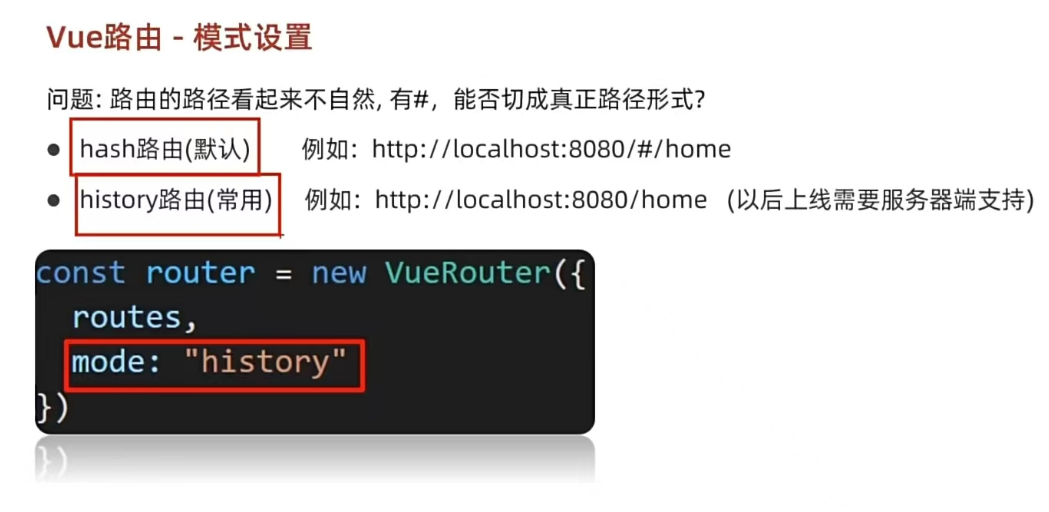 Vue路由 - 模式设置
问题: 路由的路径看起来不自然, 有#，能否切成真正路径形式?
● hash路由(默认) 例如：http://localhost:8080/#/home
● history路由(常用) 例如：http://localhost:8080/home (以后上线需要服务器端支持)
const router = new VueRouter({
  routes,
  mode: "history"
})